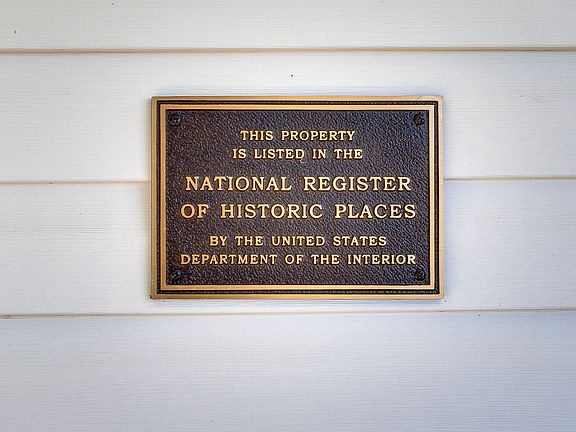 THIS PROPERTY
IS LISTED IN THE
NATIONAL REGISTER
OF HISTORIC PLACES
BY THE UNITED STATES
DEPARTMENT OF THE INTERIOR